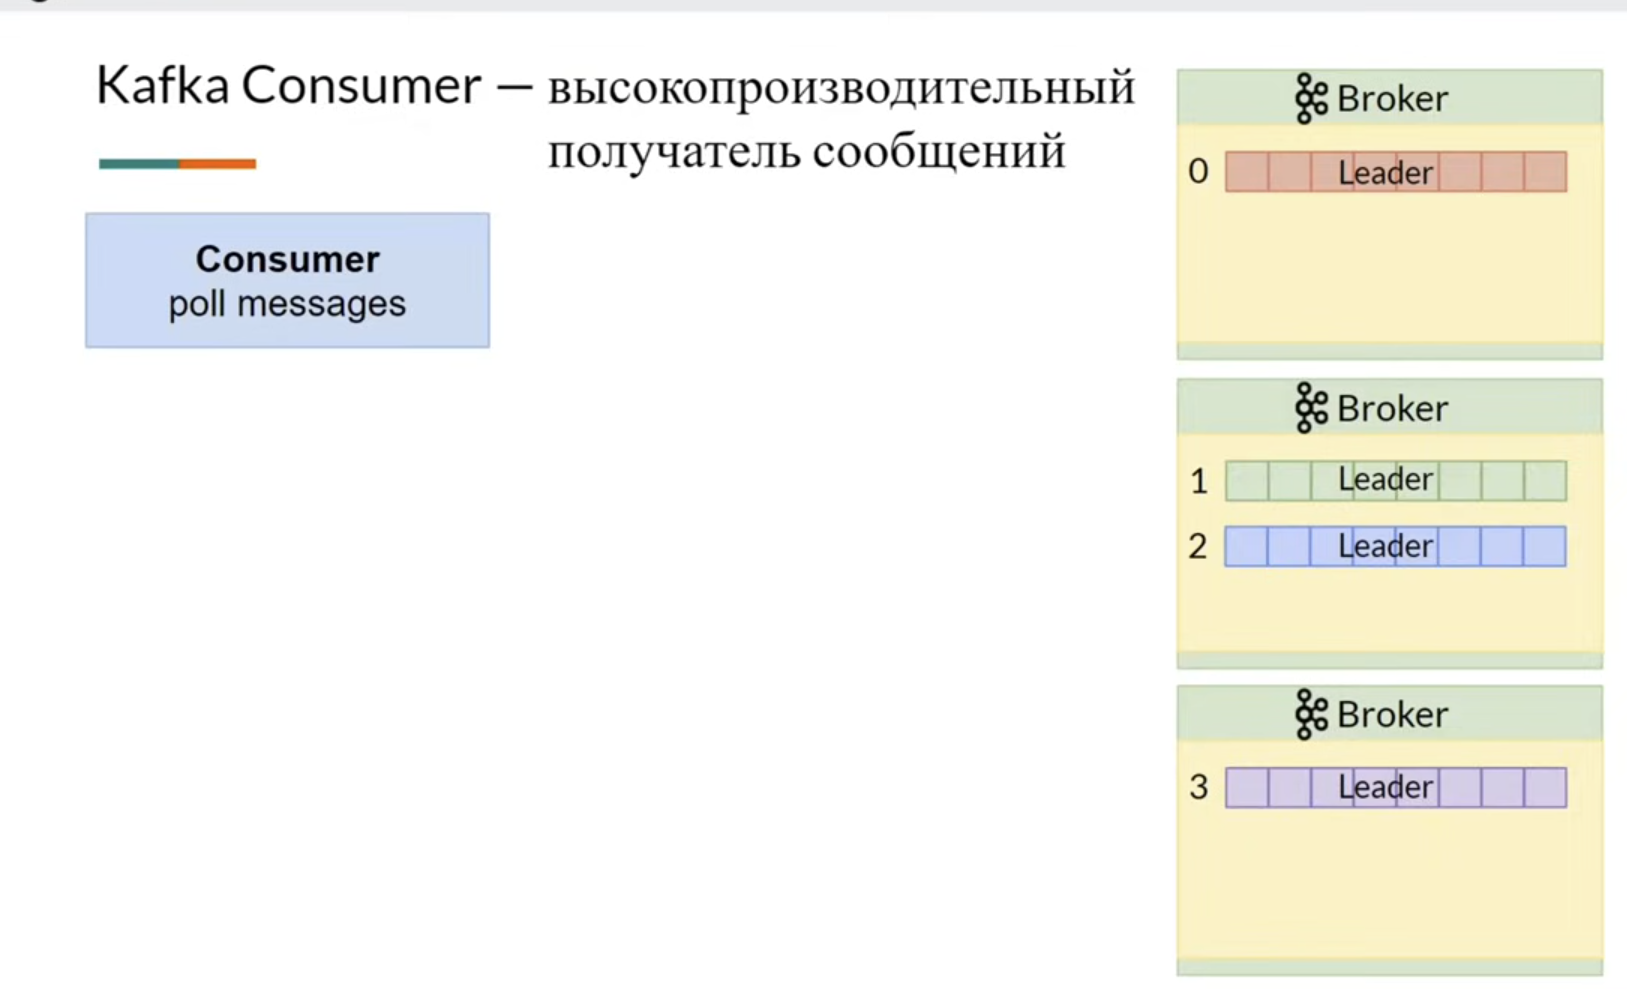 Kafka Consumer — высокопроизводительный
получатель сообщений
Consumer
poll messages
Broker
0 Leader
Broker
1 Leader
2 Leader
Broker
3 Leader